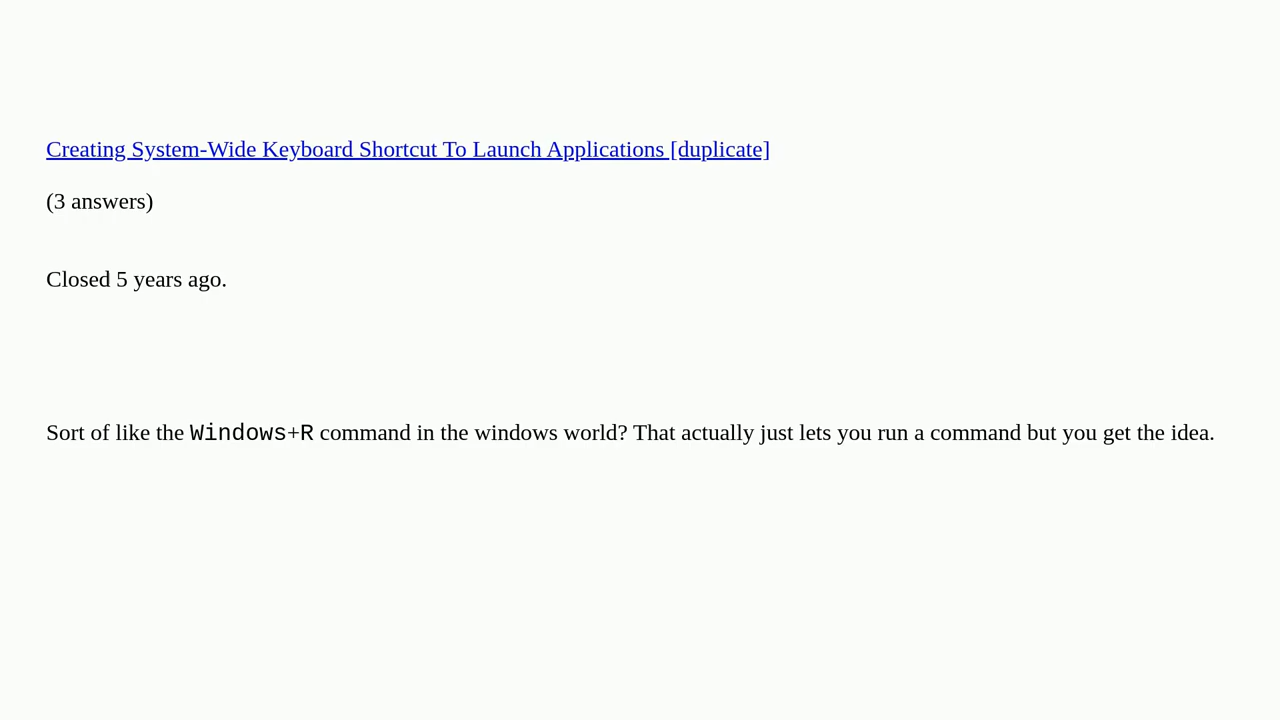 Creating System-Wide Keyboard Shortcut To Launch Applications [duplicate]
(3 answers)
Closed 5 years ago.
Sort of like the Windows+R command in the windows world? That actually just lets you run a command but you get the idea.